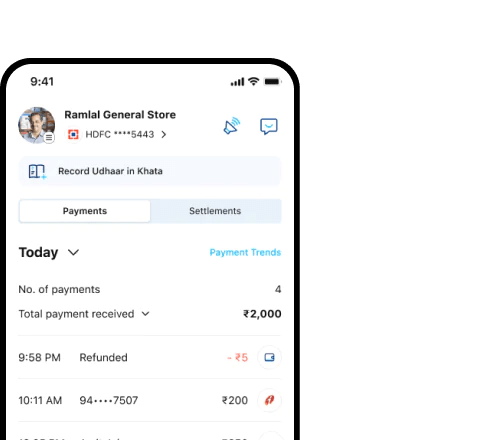 9:41
Ramlal General Store
HDFC ****5443
Record Udhaar in Khata
Payments Settlements
Today Payment Trends
No. of payments 4
Total payment received ₹2,000
9:58 PM Refunded - ₹5
10:11 AM 94••••7507 ₹200